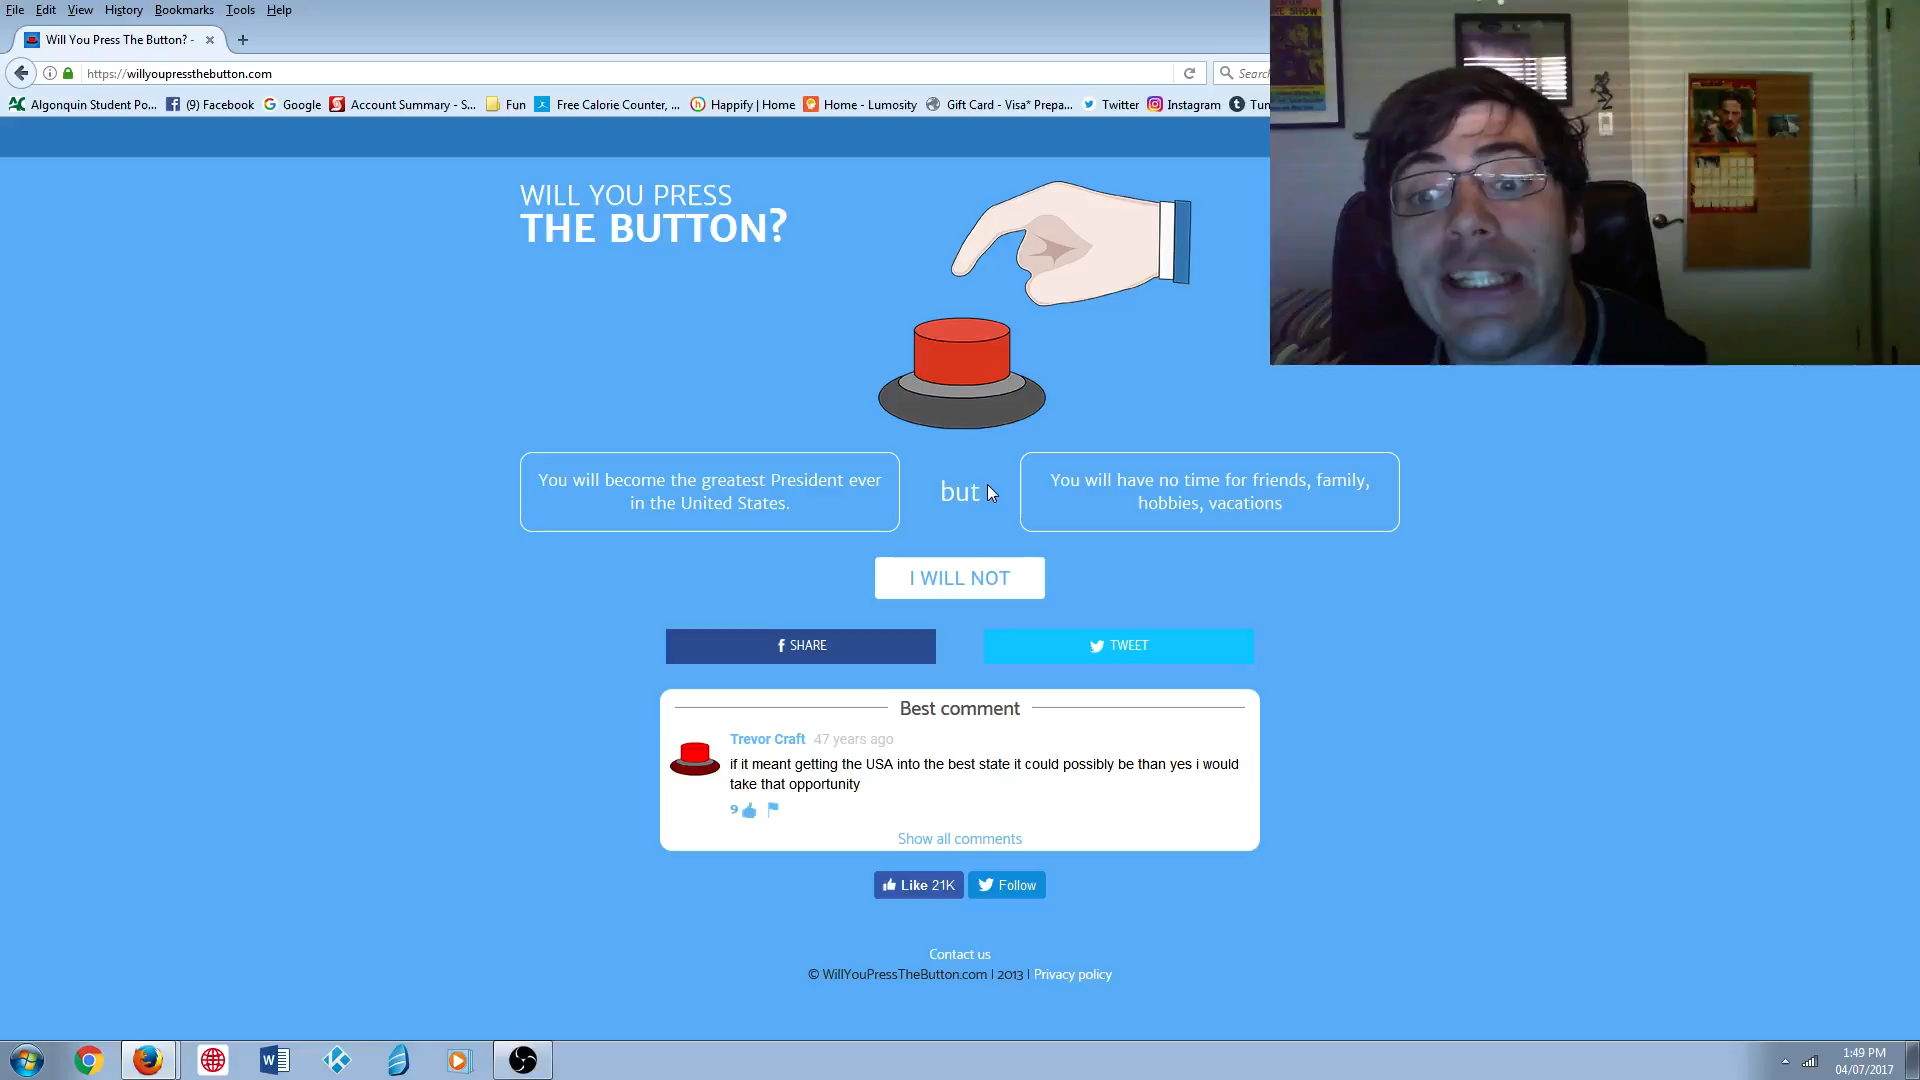 File Edit View History Bookmarks Tools Help
Will You Press The Button? -
https://willyoupressthebutton.com
Search
Algonquin Student Po... (9) Facebook Google Account Summary - S... Fun Free Calorie Counter, ... Happify | Home Home - Lumosity Gift Card - Visa* Prepa... Twitter Instagram Tun
WILL YOU PRESS
THE BUTTON?
You will become the greatest President ever
in the United States.
but
You will have no time for friends, family,
hobbies, vacations
I WILL NOT
SHARE
TWEET
Best comment
Trevor Craft 47 years ago
if it meant getting the USA into the best state it could possibly be than yes i would
take that opportunity
9
Show all comments
Like 21K
Follow
Contact us
© WillYouPressTheButton.com | 2013 | Privacy policy
1:49 PM
04/07/2017